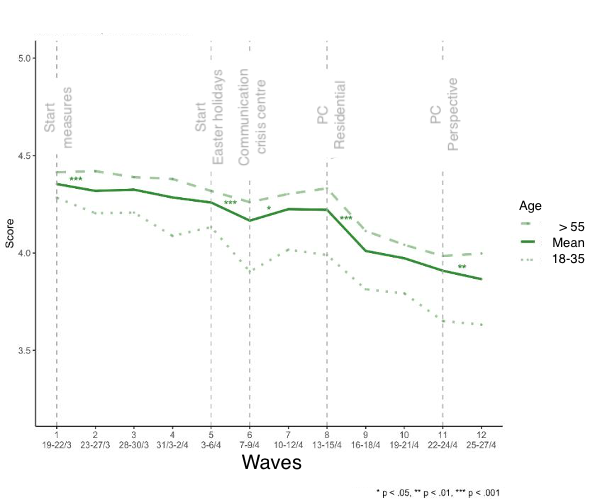 5.0
4.5
4.0
3.5
Score
Start
measures
Start
Easter holidays
Communication
crisis centre
PC
Residential
PC
Perspective
***
***
*
***
**
Age
> 55
Mean
18-35
1 2 3 4 5 6 7 8 9 10 11 12
19-22/3 23-27/3 28-30/3 31/3-2/4 3-6/4 7-9/4 10-12/4 13-15/4 16-18/4 19-21/4 22-24/4 25-27/4
Waves
* p < .05, ** p < .01, *** p < .001